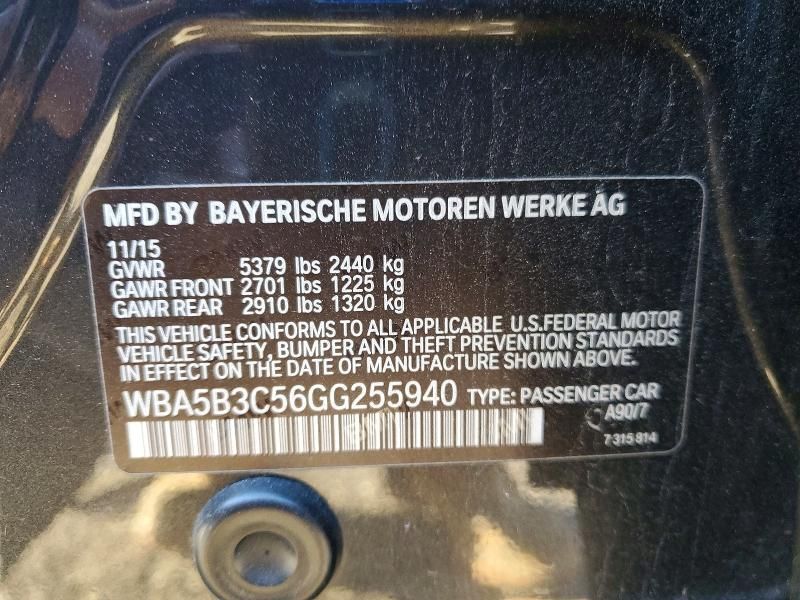 MFD BY BAYERISCHE MOTOREN WERKE AG
11/15
GVWR 5379 lbs 2440 kg
GAWR FRONT 2701 lbs 1225 kg
GAWR REAR 2910 lbs 1320 kg
THIS VEHICLE CONFORMS TO ALL APPLICABLE U.S.FEDERAL MOTOR
VEHICLE SAFETY, BUMPER AND THEFT PREVENTION STANDARDS
IN EFFECT ON THE DATE OF MANUFACTURE SHOWN ABOVE.
WBA5B3C56GG255940 TYPE: PASSENGER CAR
A90/7
7 315 814